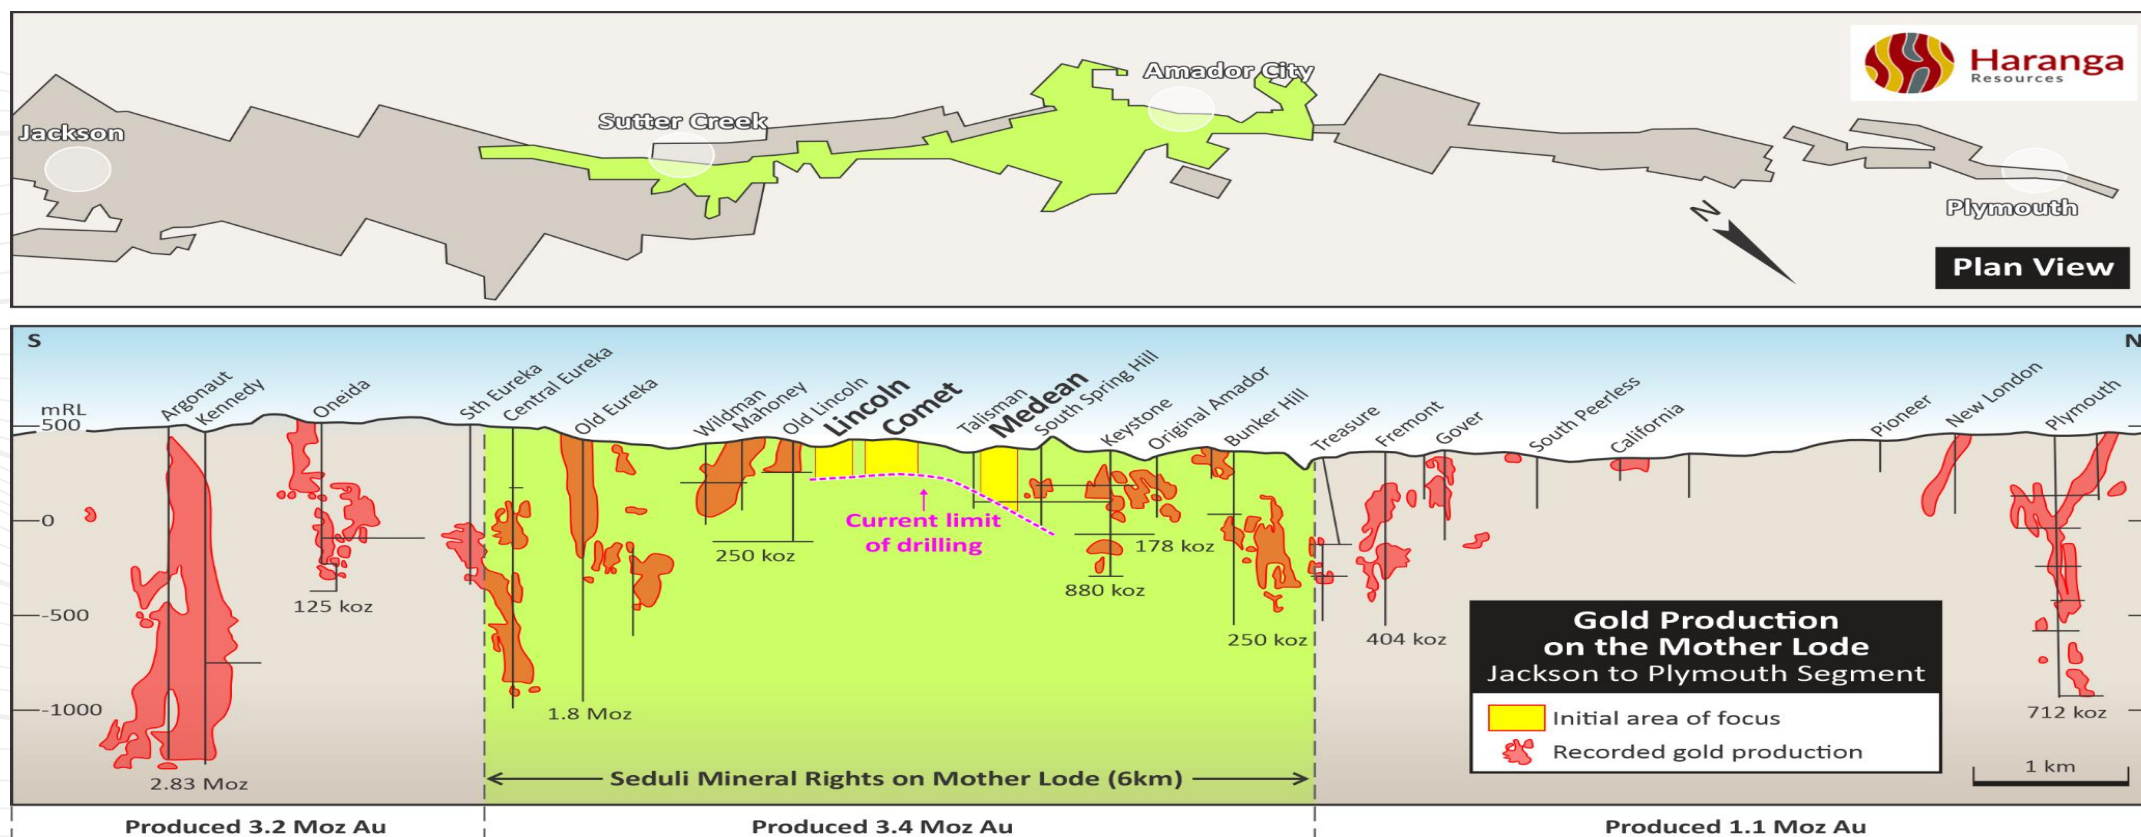 Haranga
Resources
Jackson
Sutter Creek
Amador City
Plymouth
N
Plan View
S
N
mRL
500
0
-500
-1000
Argonaut
Kennedy
Oneida
Sth Eureka
Central Eureka
Old Eureka
Wildman
Mahoney
Old Lincoln
Lincoln
Comet
Talisman
Medean
South Spring Hill
Keystone
Original Amador
Bunker Hill
Treasure
Fremont
Gover
South Peerless
California
Pioneer
New London
Plymouth
Current limit
of drilling
2.83 Moz
125 koz
1.8 Moz
250 koz
880 koz
178 koz
250 koz
404 koz
712 koz
Gold Production
on the Mother Lode
Jackson to Plymouth Segment
Initial area of focus
Recorded gold production
1 km
Seduli Mineral Rights on Mother Lode (6km)
Produced 3.2 Moz Au
Produced 3.4 Moz Au
Produced 1.1 Moz Au